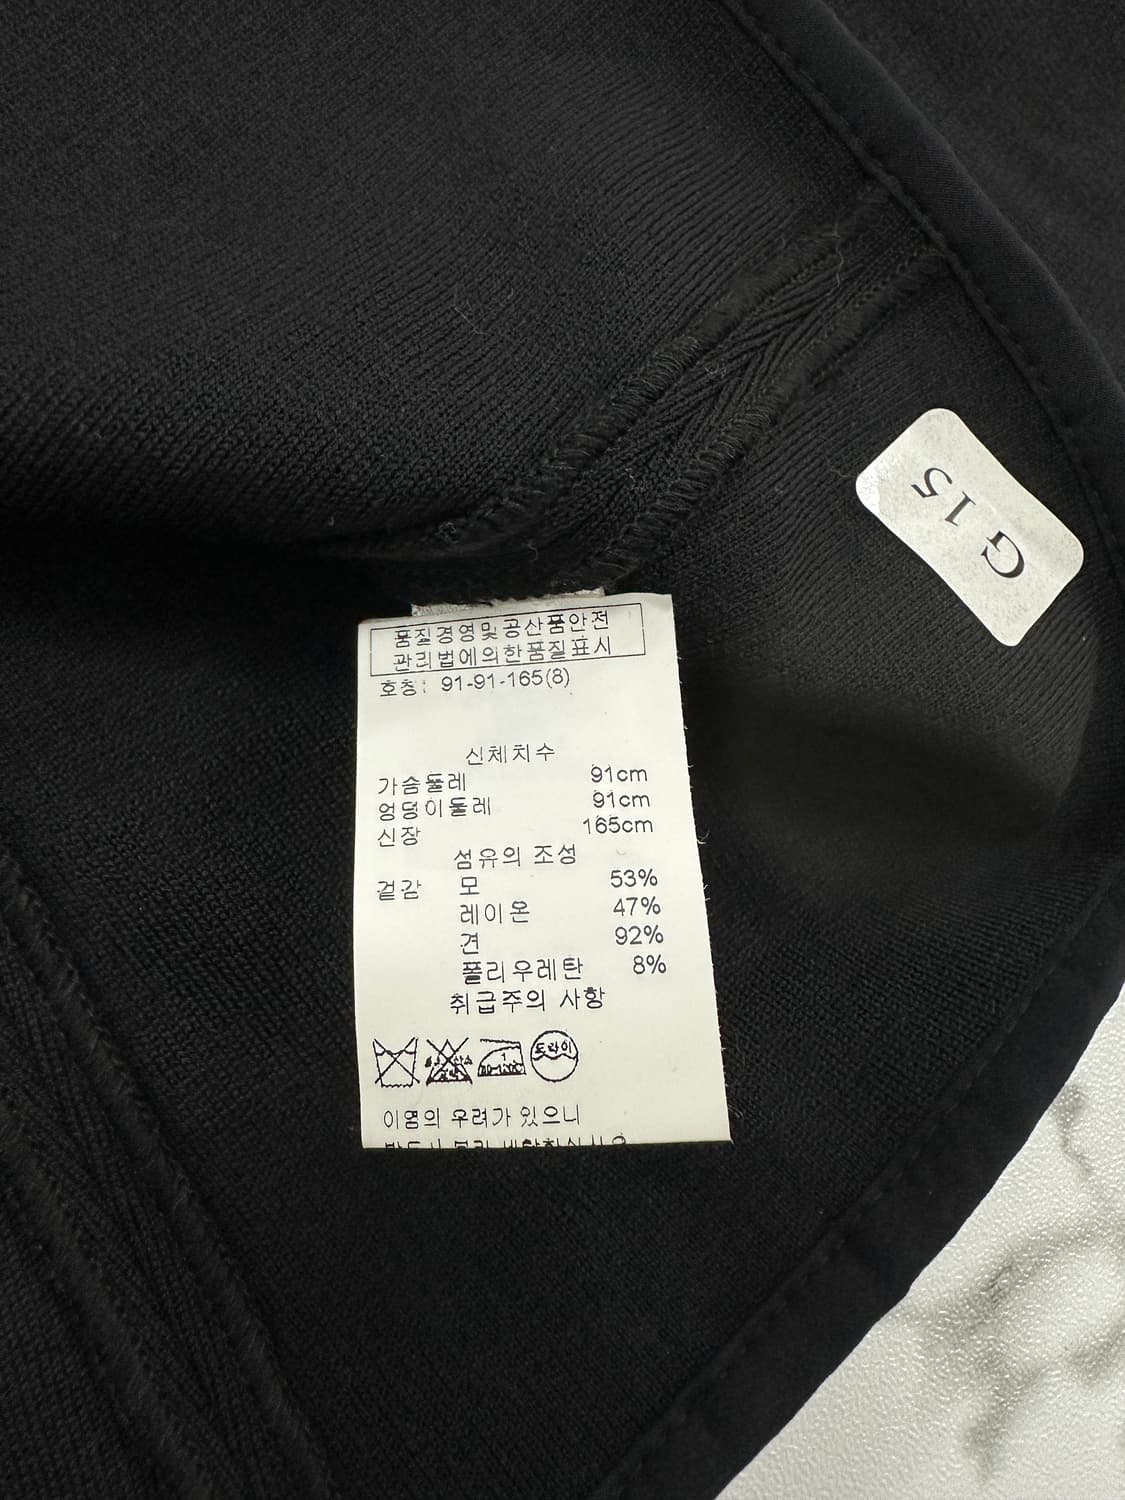 품질경영및공산품안전
관리법에의한품질표시
호칭: 91-91-165(8)
신체치수
가슴둘레 91cm
엉덩이둘레 91cm
신장 165cm
섬유의 조성
겉감 모 53%
레이온 47%
견 92%
폴리우레탄 8%
취급주의 사항
드라이
이염의 우려가 있으니
G 15